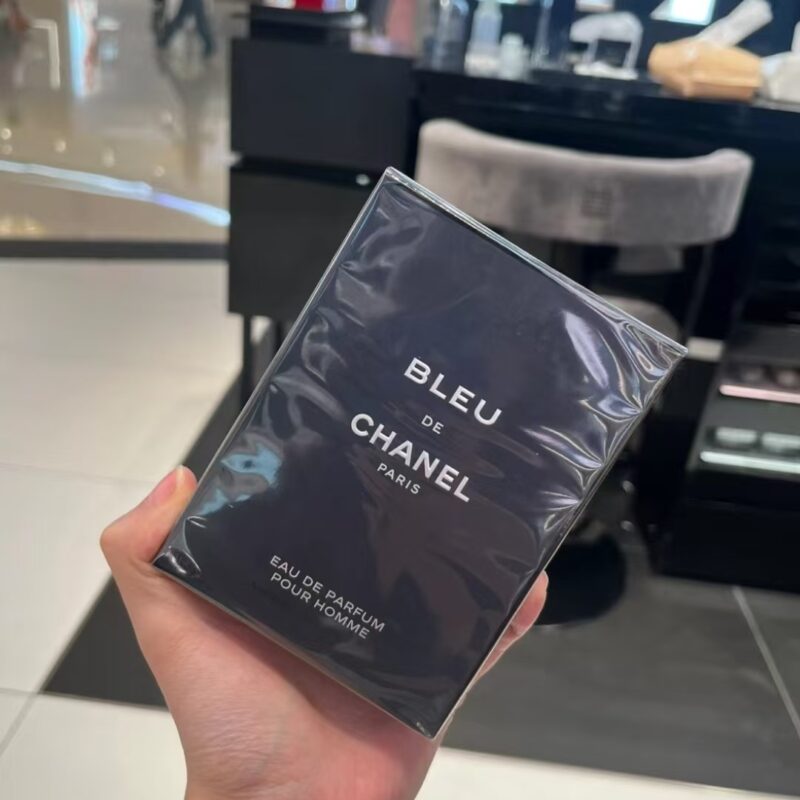 BLEU
DE
CHANEL
PARIS
EAU DE PARFUM
POUR HOMME